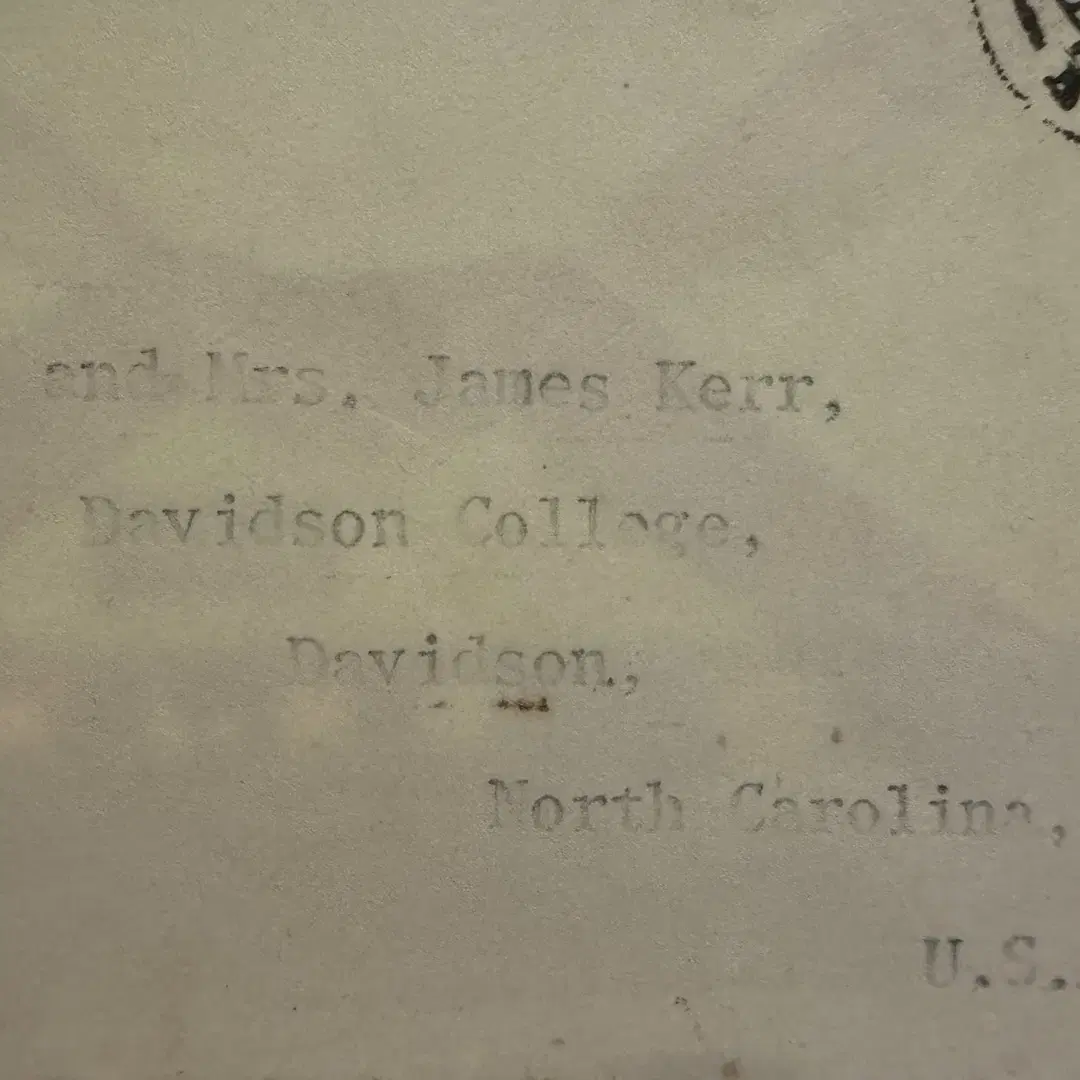 and Mrs. James Kerr,
Davidson College,
Davidson,
North Carolina,
U.S.